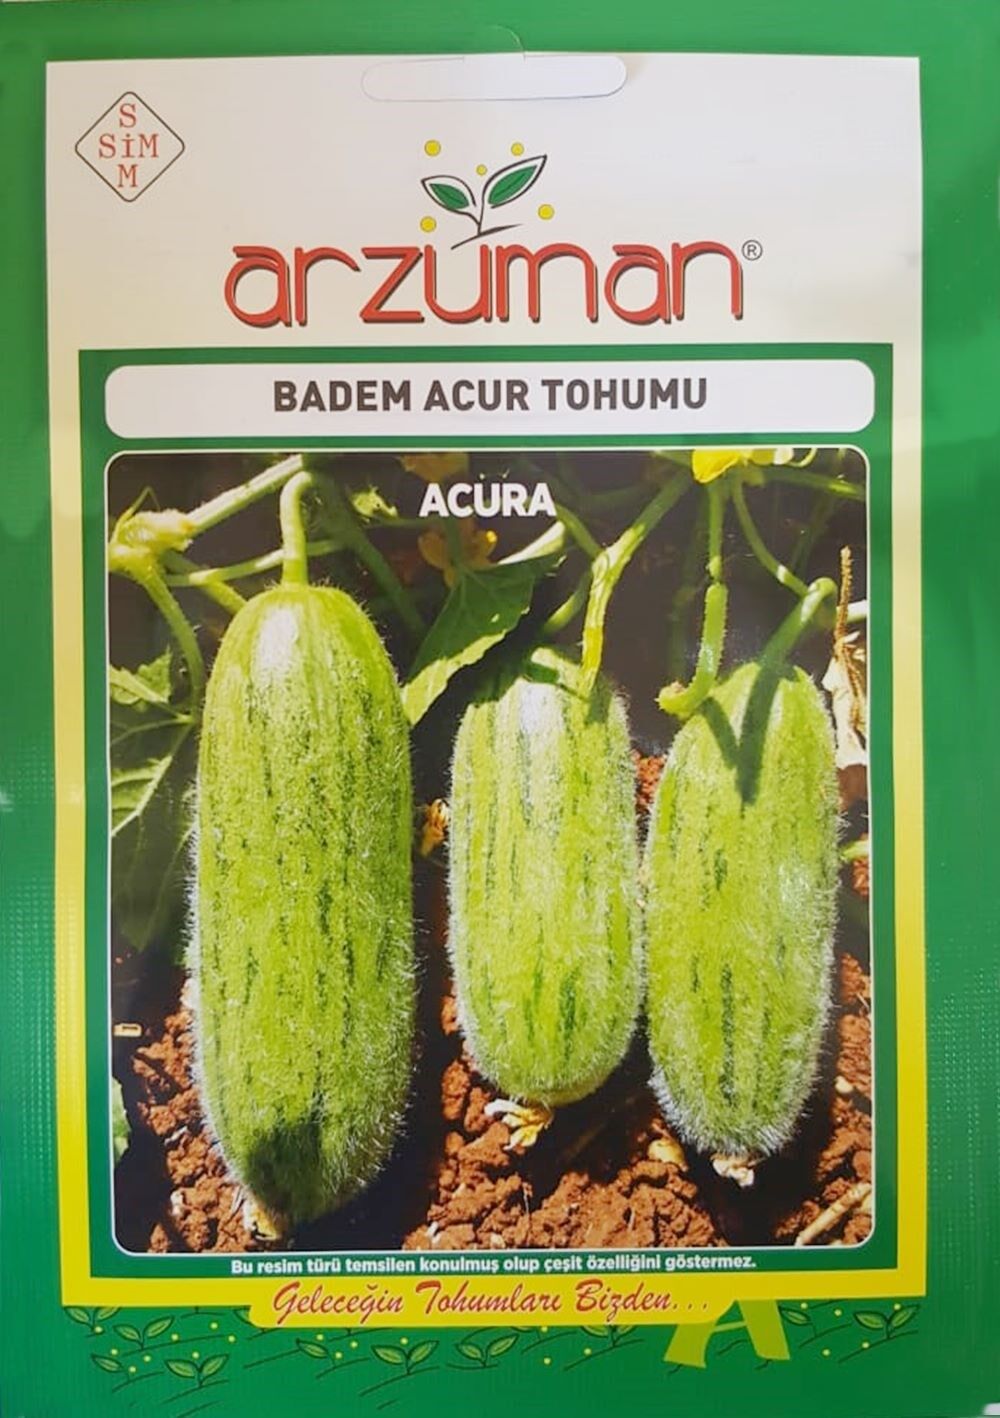 S
SİM
M
arzuman®
BADEM ACUR TOHUMU
ACURA
Bu resim türü temsilen konulmuş olup çeşit özelliğini göstermez.
Geleceğin Tohumları Bizden...
A